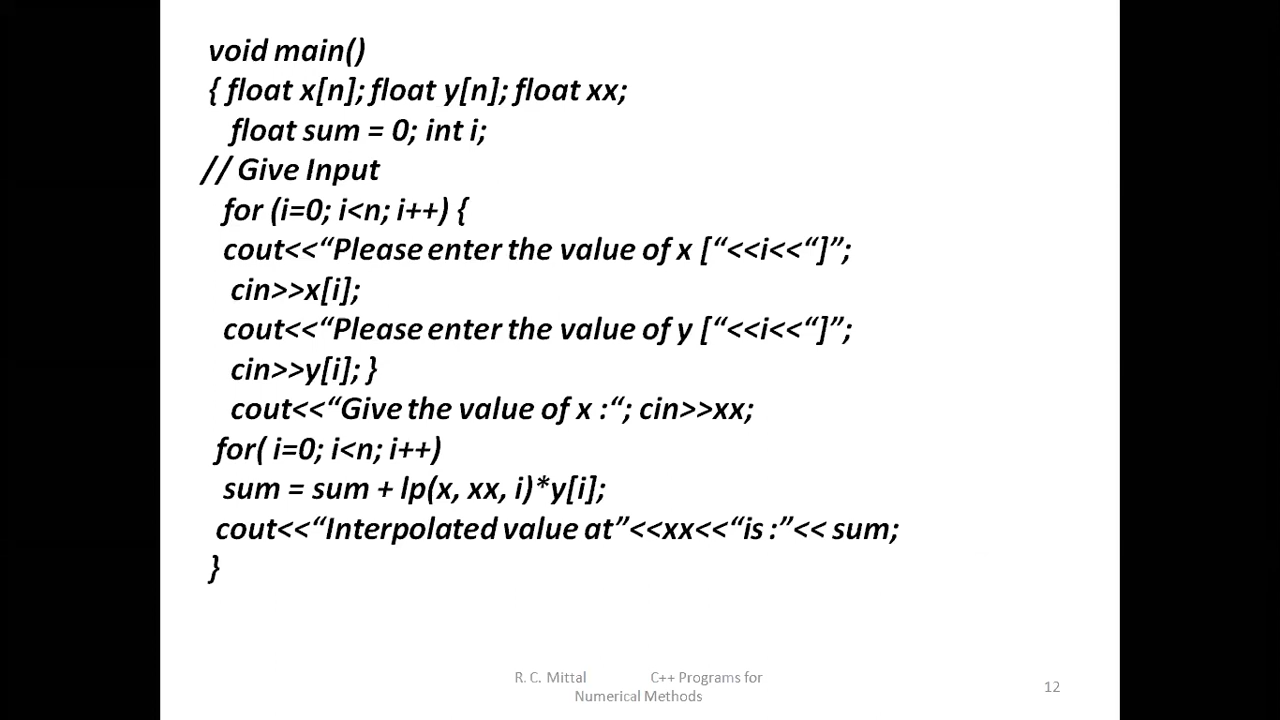 void main()
{ float x[n]; float y[n]; float xx;
float sum = 0; int i;
// Give Input
for (i=0; i<n; i++) {
cout<<“Please enter the value of x [“<<i<<“]”;
cin>>x[i];
cout<<“Please enter the value of y [“<<i<<“]”;
cin>>y[i]; }
cout<<“Give the value of x :“; cin>>xx;
for( i=0; i<n; i++)
sum = sum + lp(x, xx, i)*y[i];
cout<<“Interpolated value at”<<xx<<“is :”<< sum;
}
R. C. Mittal C++ Programs for
Numerical Methods
12